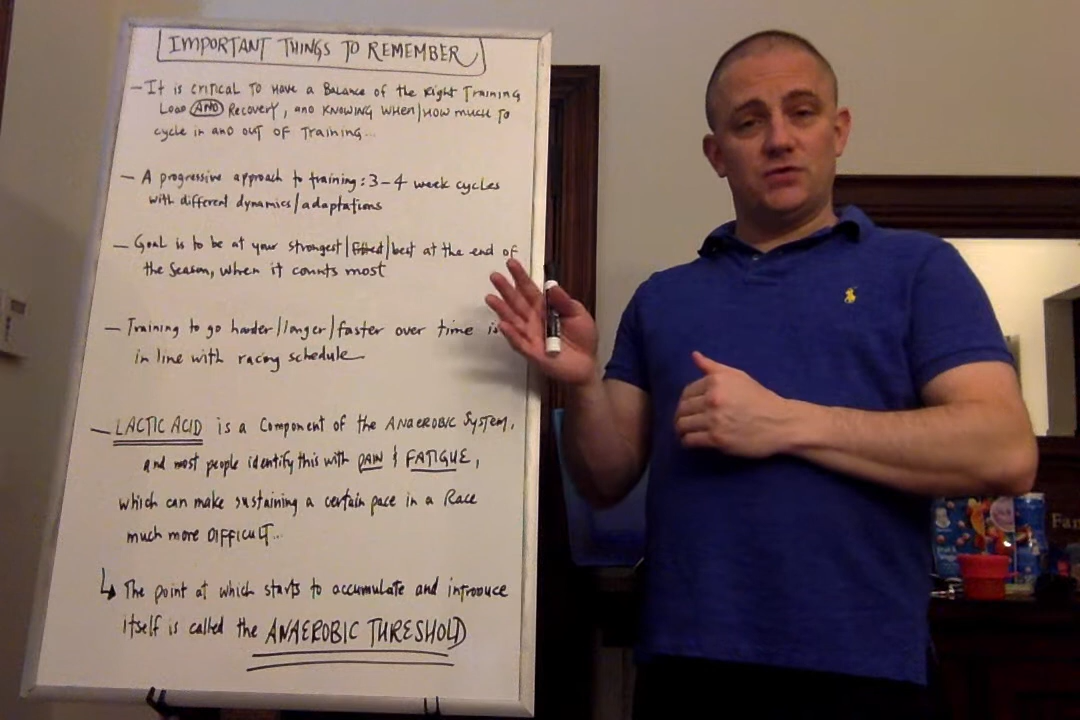 IMPORTANT THINGS TO REMEMBER
- It is critical to Have a Balance of the Right Training
Load AND Recovery, and KNOWING WHEN/HOW MUCH TO
cycle in and out of Training...
- A progressive approach to training: 3-4 week cycles
with different dynamics/adaptations
- Goal is to be at your strongest/ /best at the end of
the Season, when it counts most
- Training to go harder/longer/faster over time is
in line with racing schedule
- LACTIC ACID is a Component of the ANAEROBIC System,
and most people identify this with PAIN & FATIGUE,
which can make sustaining a certain pace in a Race
much more DIFFICULT...
↳ The point at which starts to accumulate and introduce
itself is called the ANAEROBIC THRESHOLD
Fam